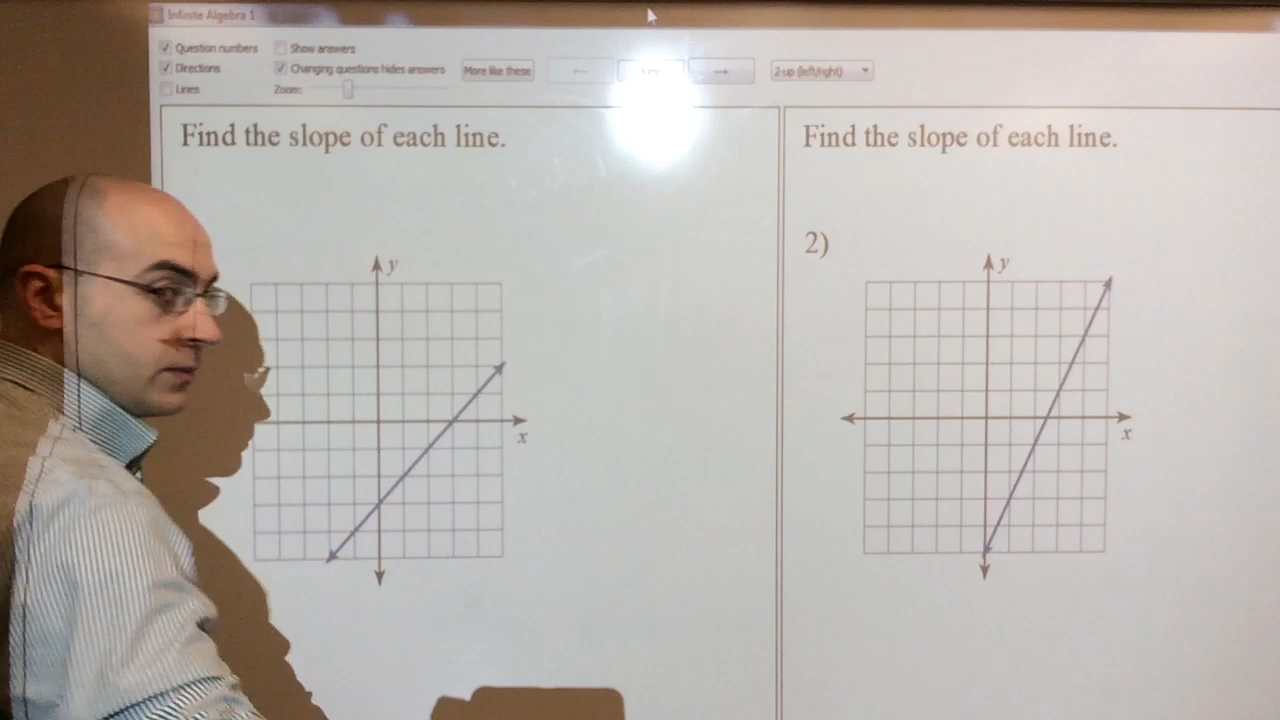 Infinite Algebra 1
Question numbers
Show answers
Directions
Changing questions hides answers
More like these
2-up (left/right)
Lines
Zoom:
Find the slope of each line.
y
x
Find the slope of each line.
2)
y
x